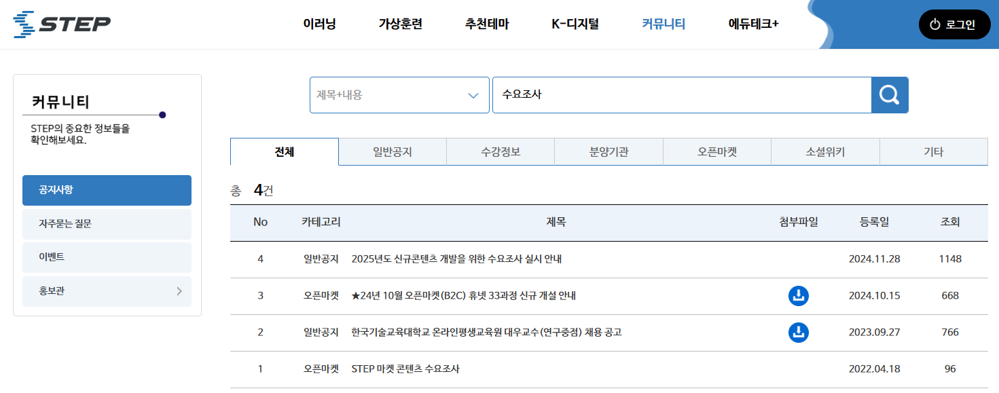 STEP
이러닝 가상훈련 추천테마 K-디지털 커뮤니티 에듀테크+ 로그인
커뮤니티
STEP의 중요한 정보들을
확인해보세요.
공지사항
자주묻는 질문
이벤트
홍보관
제목+내용 수요조사
전체 일반공지 수강정보 분양기관 오픈마켓 소셜위키 기타
총 4건
No 카테고리 제목 첨부파일 등록일 조회
4 일반공지 2025년도 신규콘텐츠 개발을 위한 수요조사 실시 안내 2024.11.28 1148
3 오픈마켓 ★24년 10월 오픈마켓(B2C) 휴넷 33과정 신규 개설 안내 2024.10.15 668
2 일반공지 한국기술교육대학교 온라인평생교육원 대우교수(연구중점) 채용 공고 2023.09.27 766
1 오픈마켓 STEP 마켓 콘텐츠 수요조사 2022.04.18 96